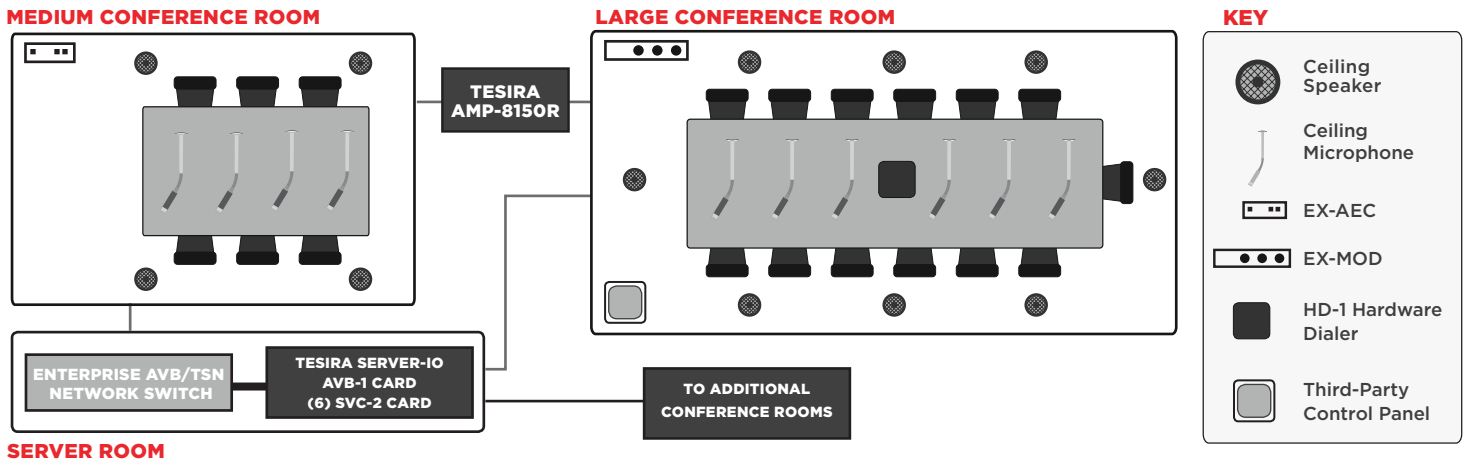 MEDIUM CONFERENCE ROOM
LARGE CONFERENCE ROOM
KEY
TESIRA
AMP-8150R
Ceiling
Speaker
Ceiling
Microphone
EX-AEC
EX-MOD
HD-1 Hardware
Dialer
Third-Party
Control Panel
ENTERPRISE AVB/TSN
NETWORK SWITCH
TESIRA SERVER-IO
AVB-1 CARD
(6) SVC-2 CARD
TO ADDITIONAL
CONFERENCE ROOMS
SERVER ROOM